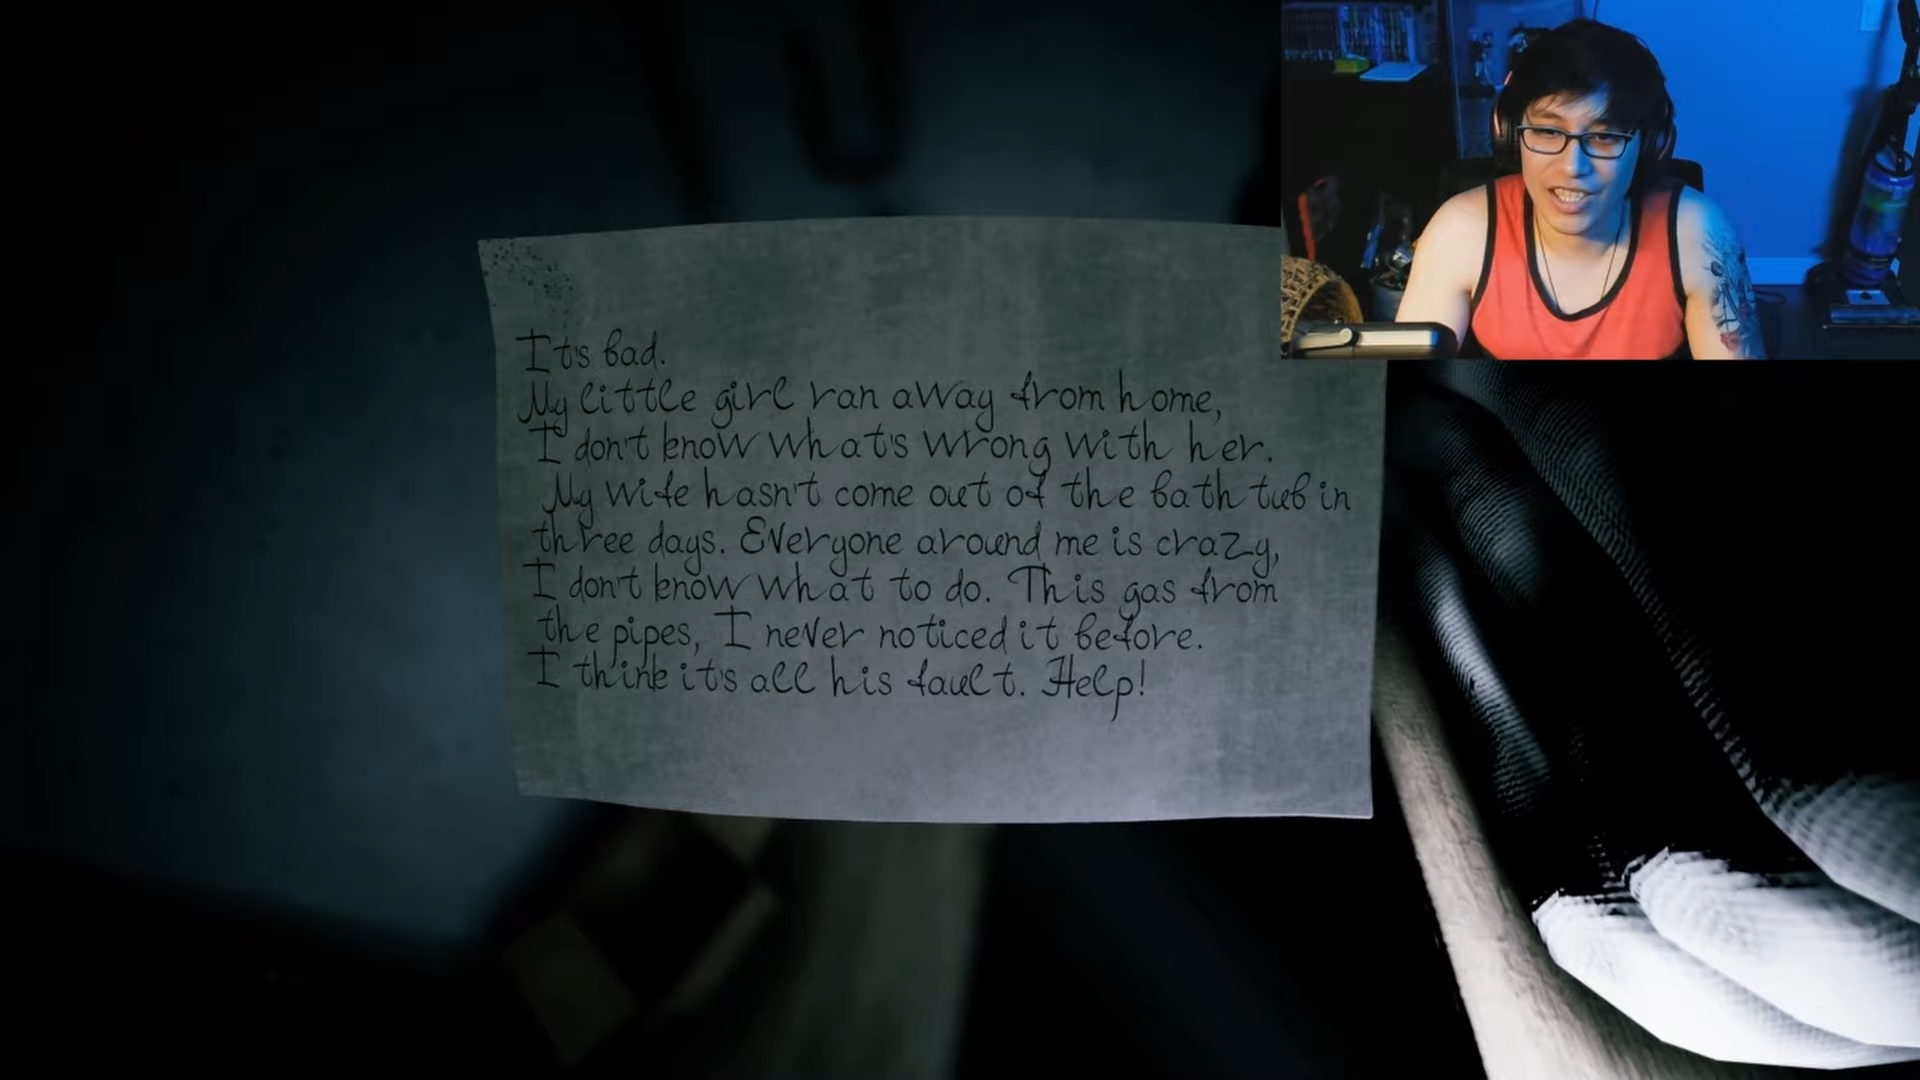 It's bad.
My little girl ran away from home,
I don't know what's wrong with her.
My wife hasn't come out of the bath tub in
three days. Everyone around me is crazy,
I don't know what to do. This gas from
the pipes, I never noticed it before.
I think it's all his fault. Help!